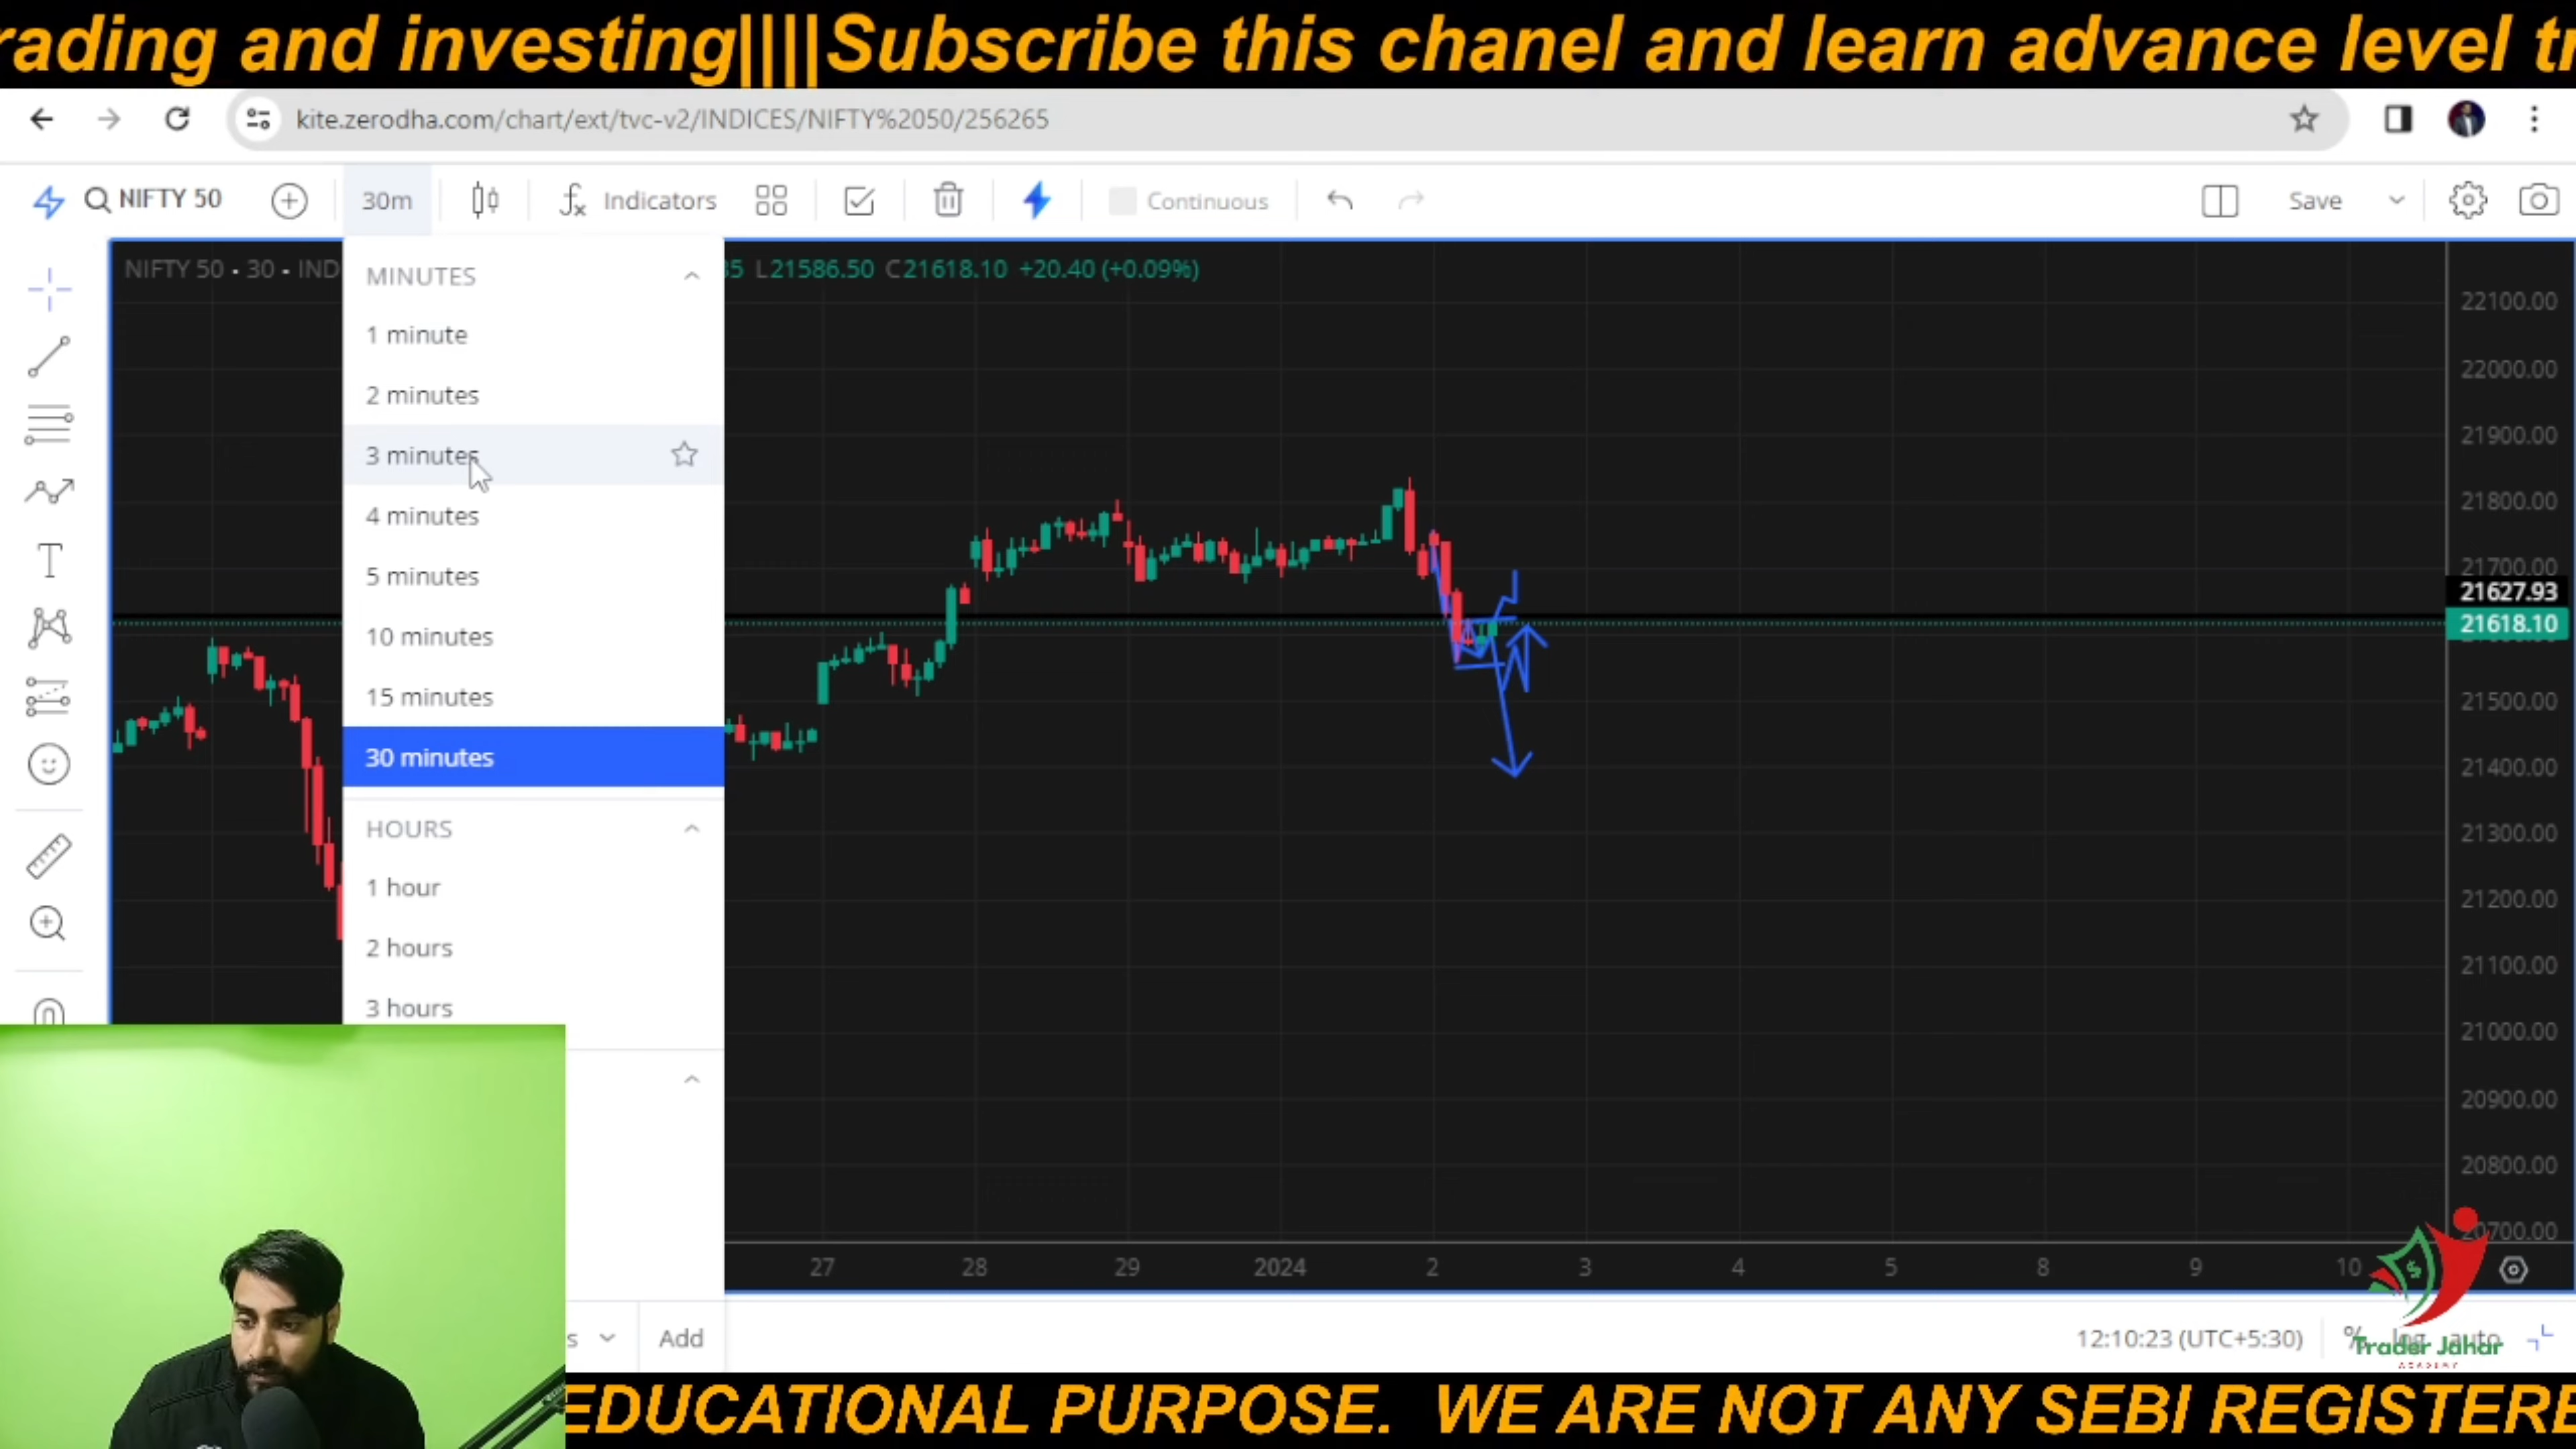 rading and investing||||Subscribe this chanel and learn advance level tr
kite.zerodha.com/chart/ext/tvc-v2/INDICES/NIFTY%2050/256265
NIFTY 50
30m
Indicators
Continuous
Save
NIFTY 50 - 30 - IND
35 L21586.50 C21618.10 +20.40 (+0.09%)
MINUTES
1 minute
2 minutes
3 minutes
4 minutes
5 minutes
10 minutes
15 minutes
30 minutes
HOURS
1 hour
2 hours
3 hours
s
Add
22100.00
22000.00
21900.00
21800.00
21700.00
21627.93
21618.10
21500.00
21400.00
21300.00
21200.00
21100.00
21000.00
20900.00
20800.00
20700.00
27 28 29 2024 2 3 4 5 8 9 10
12:10:23 (UTC+5:30) % log auto
Trader Jahar
ACADEMY
EDUCATIONAL PURPOSE. WE ARE NOT ANY SEBI REGISTERE